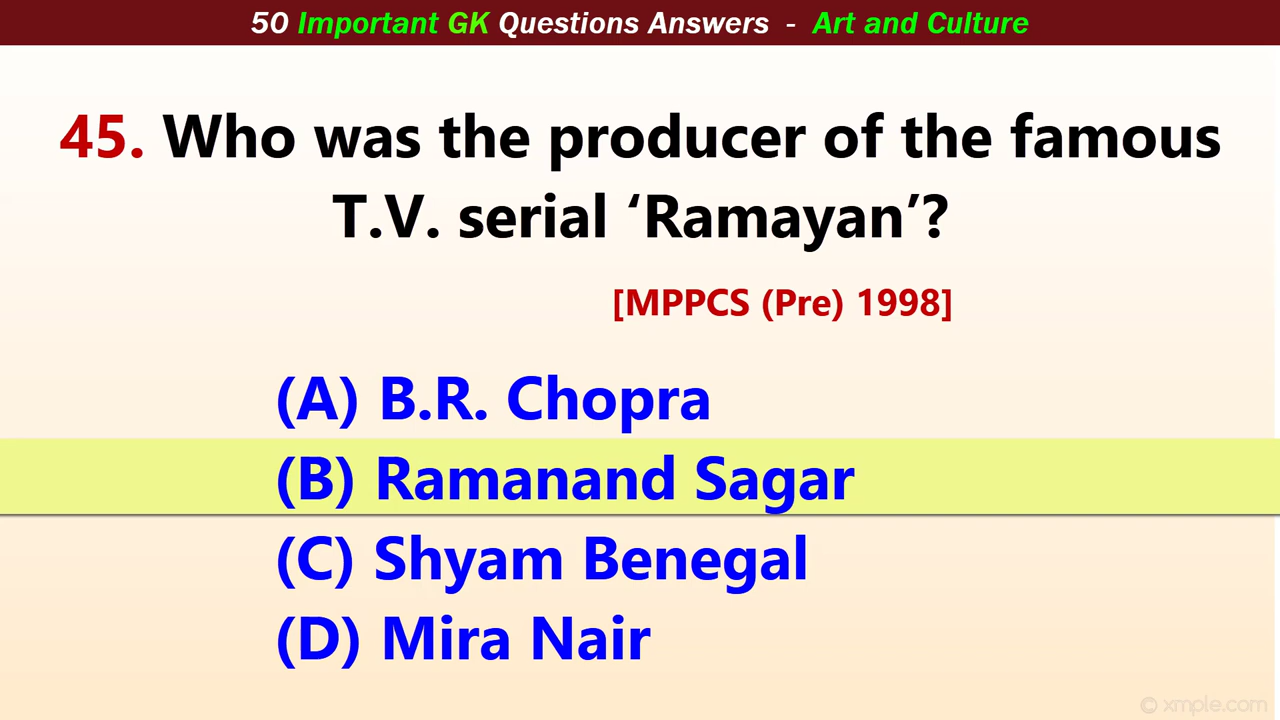 50 Important GK Questions Answers - Art and Culture
45. Who was the producer of the famous
T.V. serial ‘Ramayan’?
[MPPCS (Pre) 1998]
(A) B.R. Chopra
(B) Ramanand Sagar
(C) Shyam Benegal
(D) Mira Nair
© xmple.com